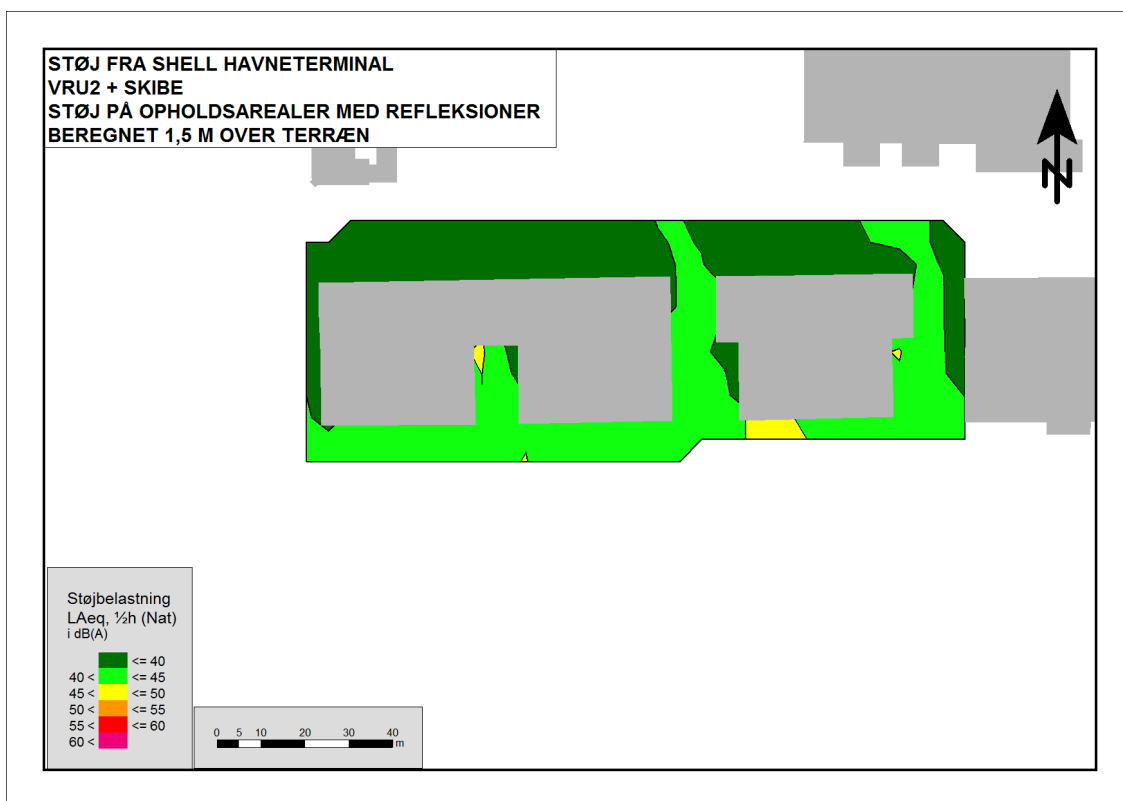 STØJ FRA SHELL HAVNETERMINAL
VRU2 + SKIBE
STØJ PÅ OPHOLDSAREALER MED REFLEKSIONER
BEREGNET 1,5 M OVER TERRÆN
N
Støjbelastning
LAeq, ½h (Nat)
i dB(A)
<= 40
40 < <= 45
45 < <= 50
50 < <= 55
55 < <= 60
60 <
0 5 10 20 30 40
m